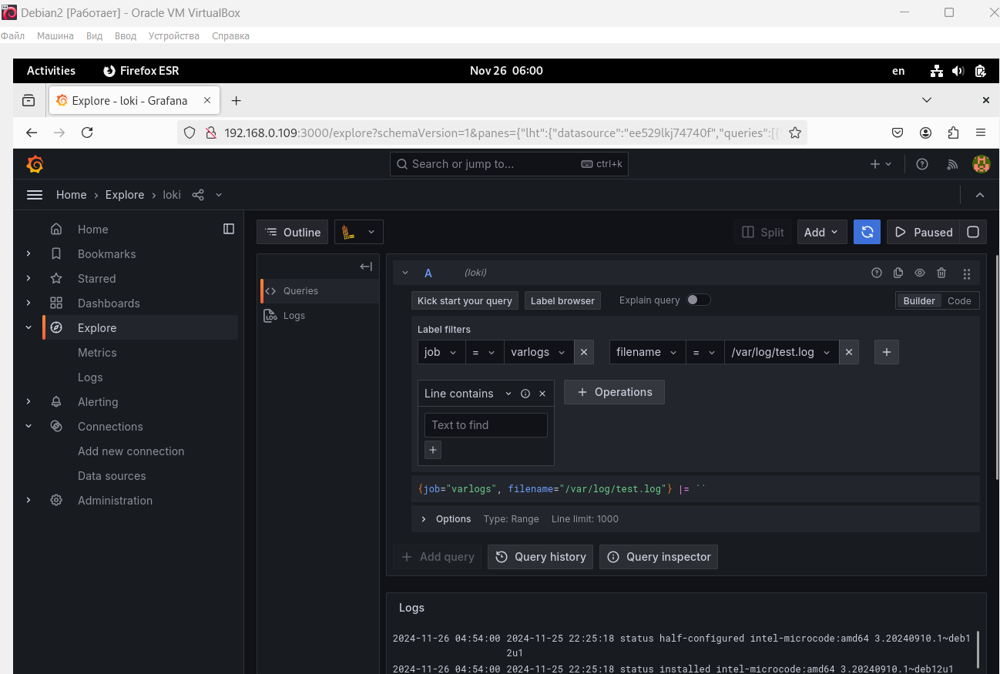 Debian2 [Работает] - Oracle VM VirtualBox
Файл Машина Вид Ввод Устройства Справка
Activities Firefox ESR Nov 26 06:00 en
Explore - loki - Grafana
192.168.0.109:3000/explore?schemaVersion=1&panes={"lht":{"datasource":"ee529lkj74740f","queries":[{
Search or jump to... ctrl+k
Home › Explore › loki
Home
Bookmarks
Starred
Dashboards
Explore
Metrics
Logs
Alerting
Connections
Add new connection
Data sources
Administration
Outline Split Add Paused
Queries
Logs
A (loki)
Kick start your query Label browser Explain query Builder Code
Label filters
job = varlogs filename = /var/log/test.log
Line contains + Operations
Text to find
{job="varlogs", filename="/var/log/test.log"} |= ``
Options Type: Range Line limit: 1000
+ Add query Query history Query inspector
Logs
2024-11-26 04:54:00 2024-11-25 22:25:18 status half-configured intel-microcode:amd64 3.20240910.1~deb1
2u1
2024-11-26 04:54:00 2024-11-25 22:25:18 status installed intel-microcode:amd64 3.20240910.1~deb12u1